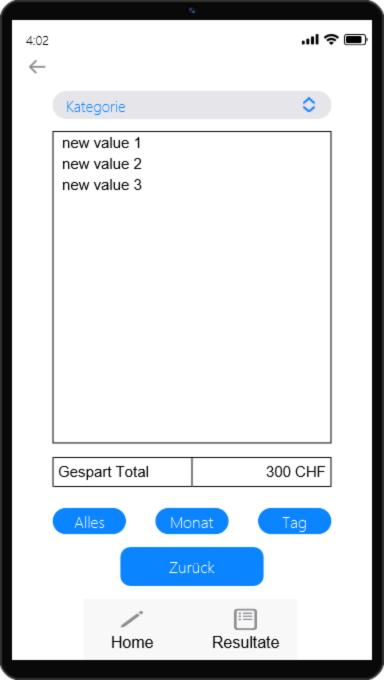 4:02
Kategorie
new value 1
new value 2
new value 3
Gespart Total 300 CHF
Alles Monat Tag
Zurück
Home Resultate